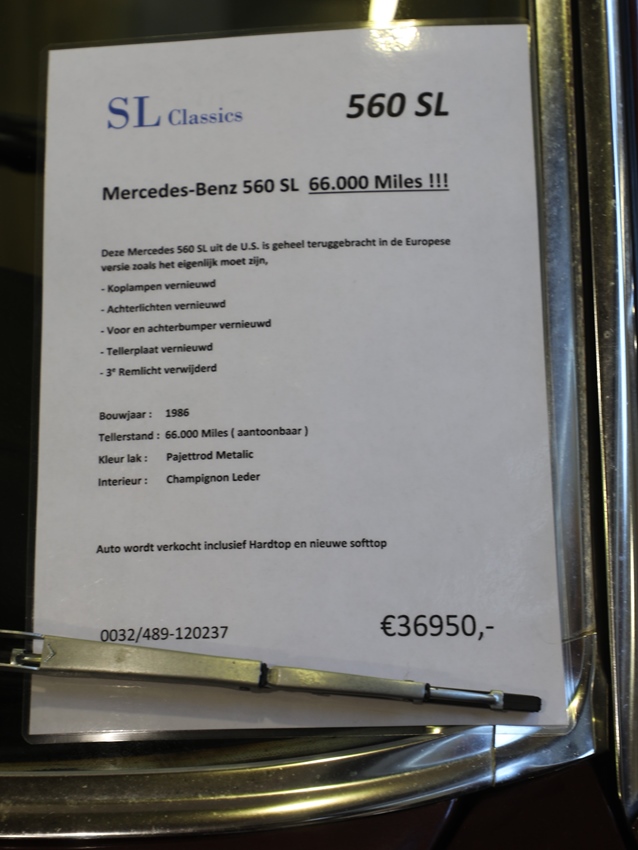 SL Classics 560 SL
Mercedes-Benz 560 SL 66.000 Miles !!!
Deze Mercedes 560 SL uit de U.S. is geheel teruggebracht in de Europese
versie zoals het eigenlijk moet zijn,
- Koplampen vernieuwd
- Achterlichten vernieuwd
- Voor en achterbumper vernieuwd
- Tellerplaat vernieuwd
- 3e Remlicht verwijderd
Bouwjaar : 1986
Tellerstand : 66.000 Miles ( aantoonbaar )
Kleur lak : Pajettrod Metalic
Interieur : Champignon Leder
Auto wordt verkocht inclusief Hardtop en nieuwe softtop
0032/489-120237 €36950,-